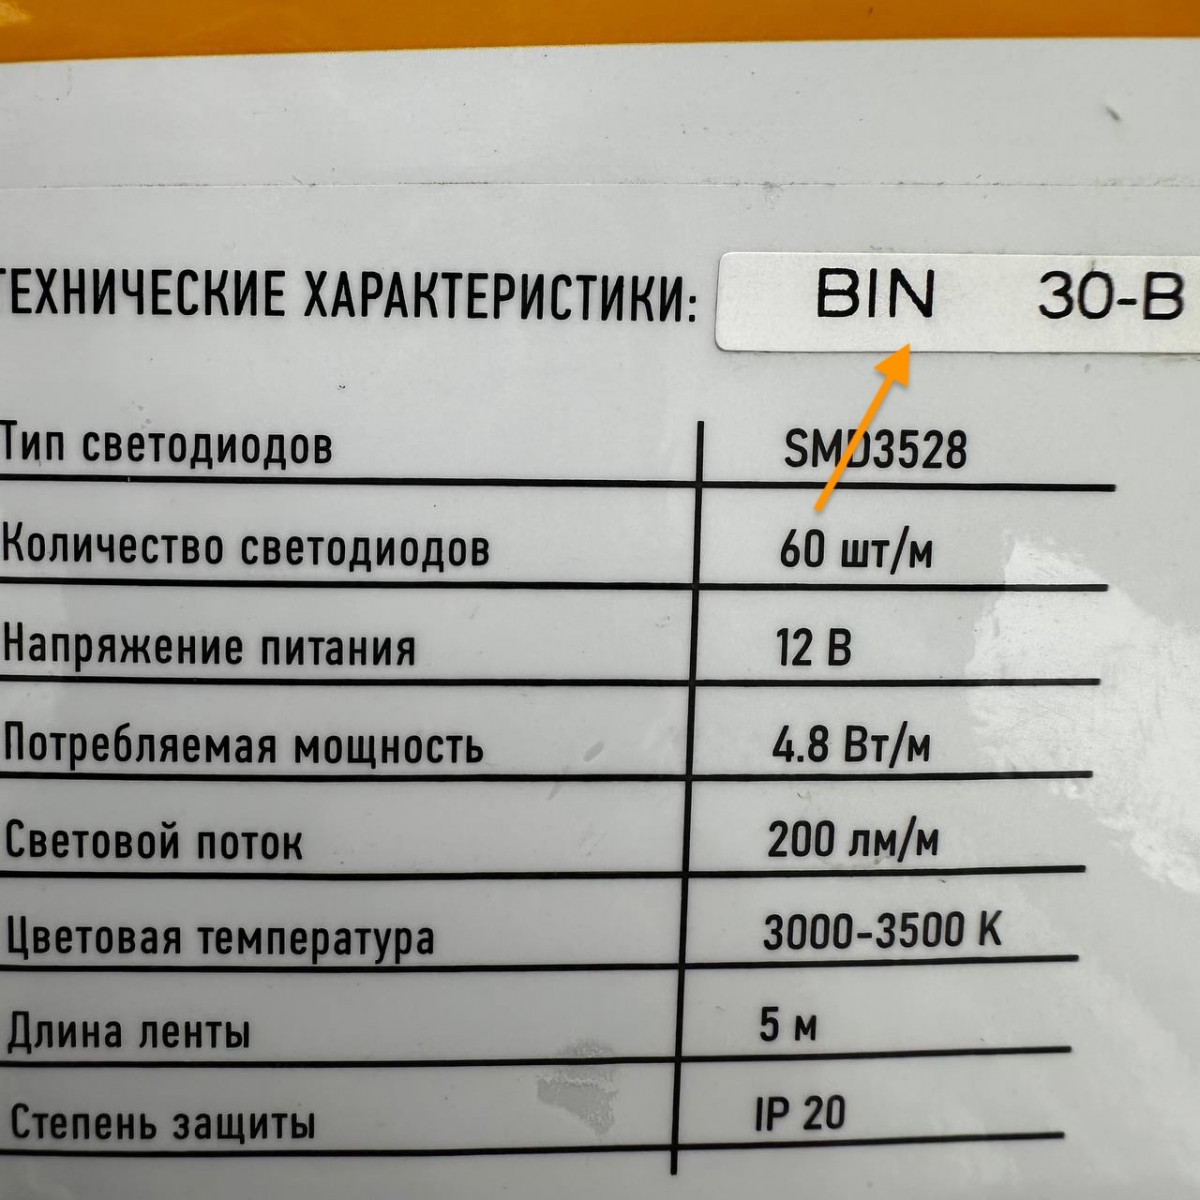 ТЕХНИЧЕСКИЕ ХАРАКТЕРИСТИКИ: BIN 30-B
Тип светодиодов SMD3528
Количество светодиодов 60 шт/м
Напряжение питания 12 В
Потребляемая мощность 4.8 Вт/м
Световой поток 200 лм/м
Цветовая температура 3000-3500 К
Длина ленты 5 м
Степень защиты IP 20